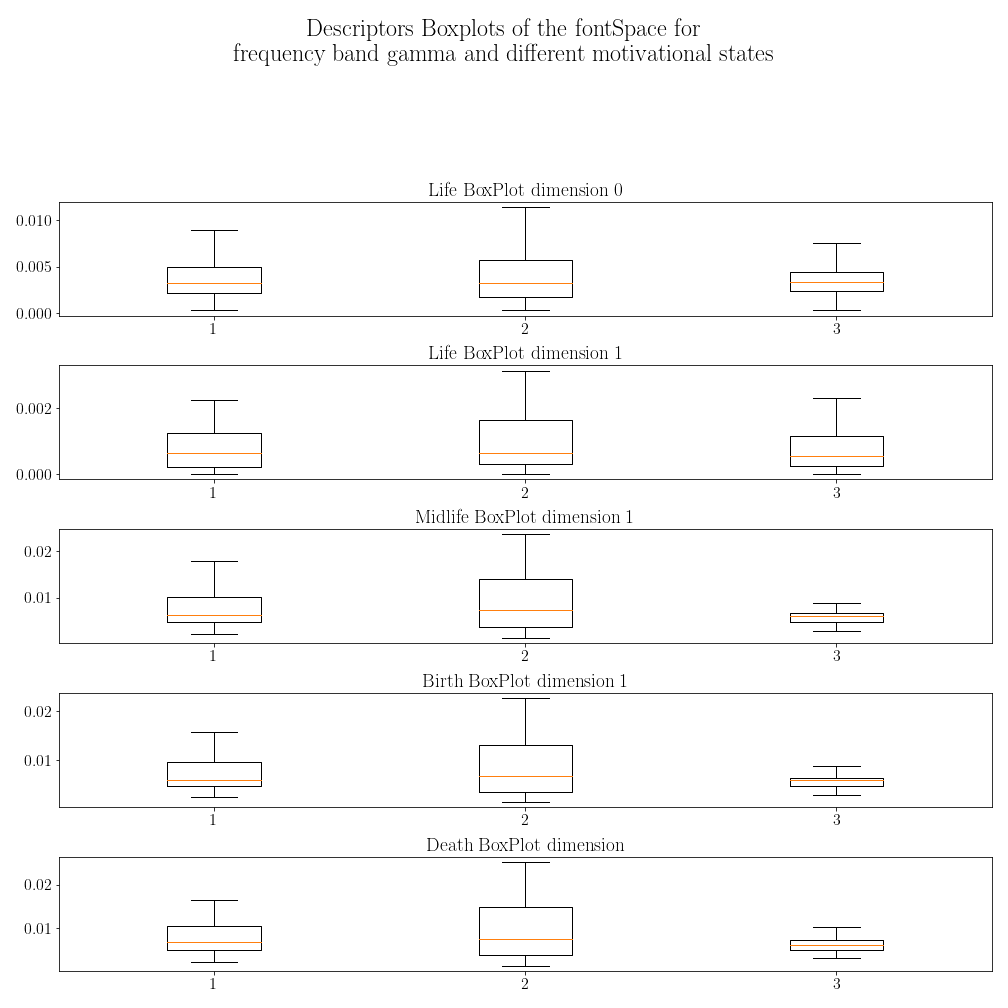 Descriptors Boxplots of the fontSpace for
frequency band gamma and different motivational states
Life BoxPlot dimension 0
0.010
0.005
0.000
1 2 3
Life BoxPlot dimension 1
0.002
0.000
1 2 3
Midlife BoxPlot dimension 1
0.02
0.01
1 2 3
Birth BoxPlot dimension 1
0.02
0.01
1 2 3
Death BoxPlot dimension
0.02
0.01
1 2 3